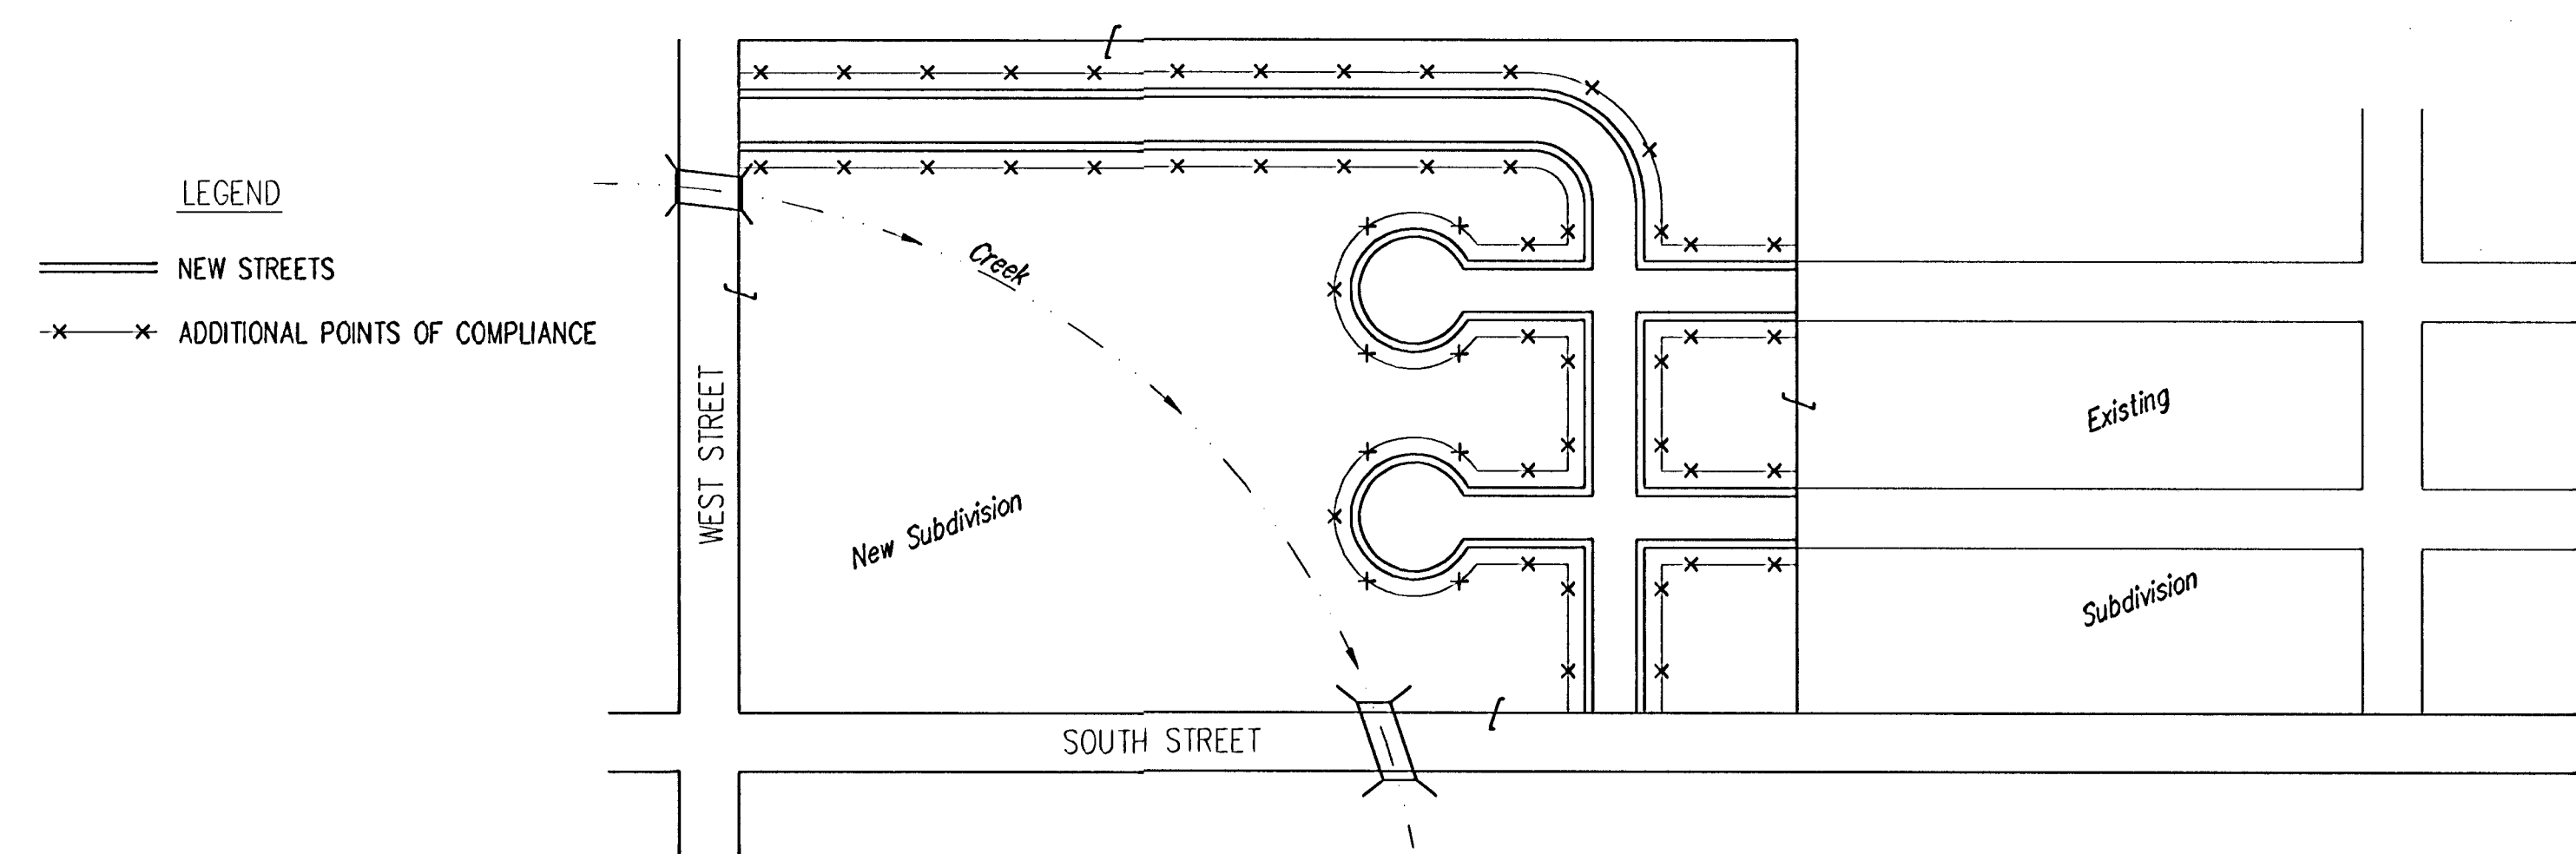 LEGEND
NEW STREETS
ADDITIONAL POINTS OF COMPLIANCE
Creek
WEST STREET
New Subdivision
SOUTH STREET
Existing
Subdivision